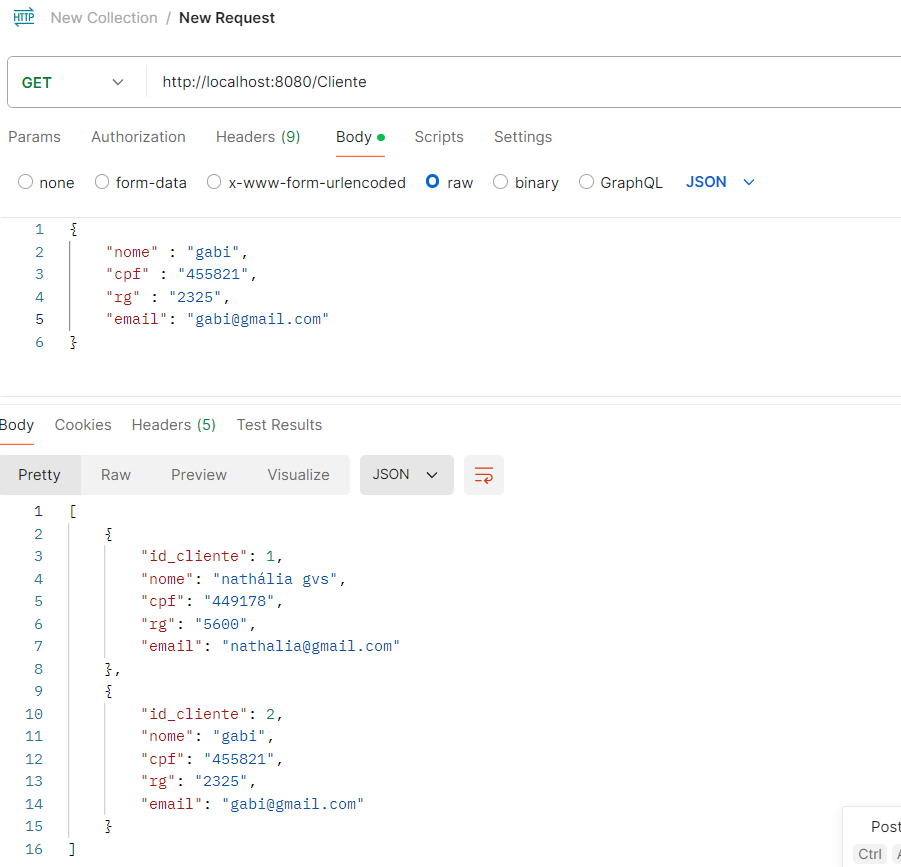 HTTP New Collection / New Request
GET http://localhost:8080/Cliente
Params Authorization Headers (9) Body Scripts Settings
none form-data x-www-form-urlencoded raw binary GraphQL JSON
1 {
2 "nome" : "gabi",
3 "cpf" : "455821",
4 "rg" : "2325",
5 "email": "gabi@gmail.com"
6 }
Body Cookies Headers (5) Test Results
Pretty Raw Preview Visualize JSON
1 [
2 {
3 "id_cliente": 1,
4 "nome": "nathália gvs",
5 "cpf": "449178",
6 "rg": "5600",
7 "email": "nathalia@gmail.com"
8 },
9 {
10 "id_cliente": 2,
11 "nome": "gabi",
12 "cpf": "455821",
13 "rg": "2325",
14 "email": "gabi@gmail.com"
15 }
16 ]
Post
Ctrl